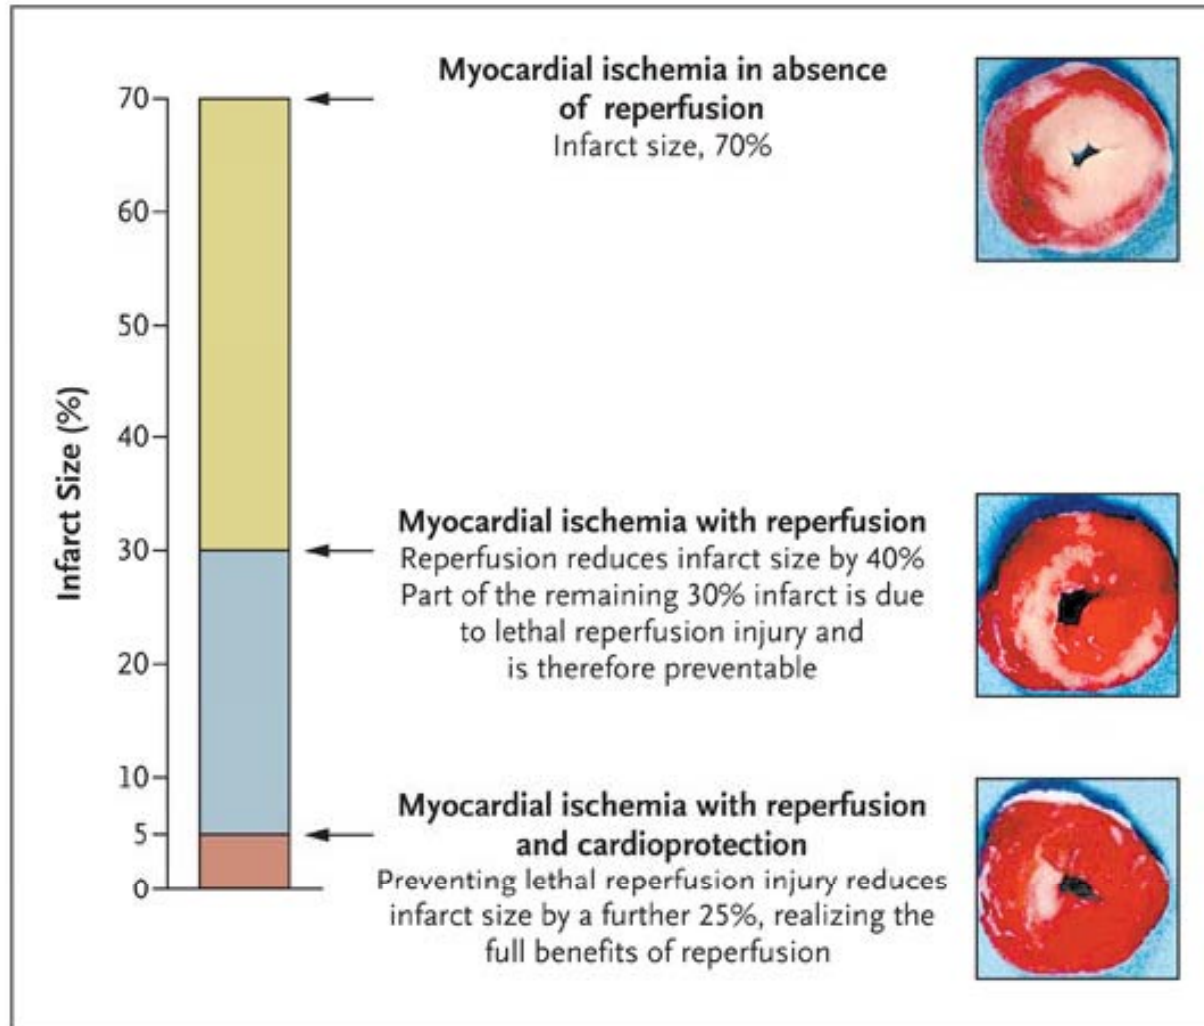 Myocardial ischemia in absence
of reperfusion
Infarct size, 70%
70
60
50
40
30
20
10
5
0
Infarct Size (%)
Myocardial ischemia with reperfusion
Reperfusion reduces infarct size by 40%
Part of the remaining 30% infarct is due
to lethal reperfusion injury and
is therefore preventable
Myocardial ischemia with reperfusion
and cardioprotection
Preventing lethal reperfusion injury reduces
infarct size by a further 25%, realizing the
full benefits of reperfusion